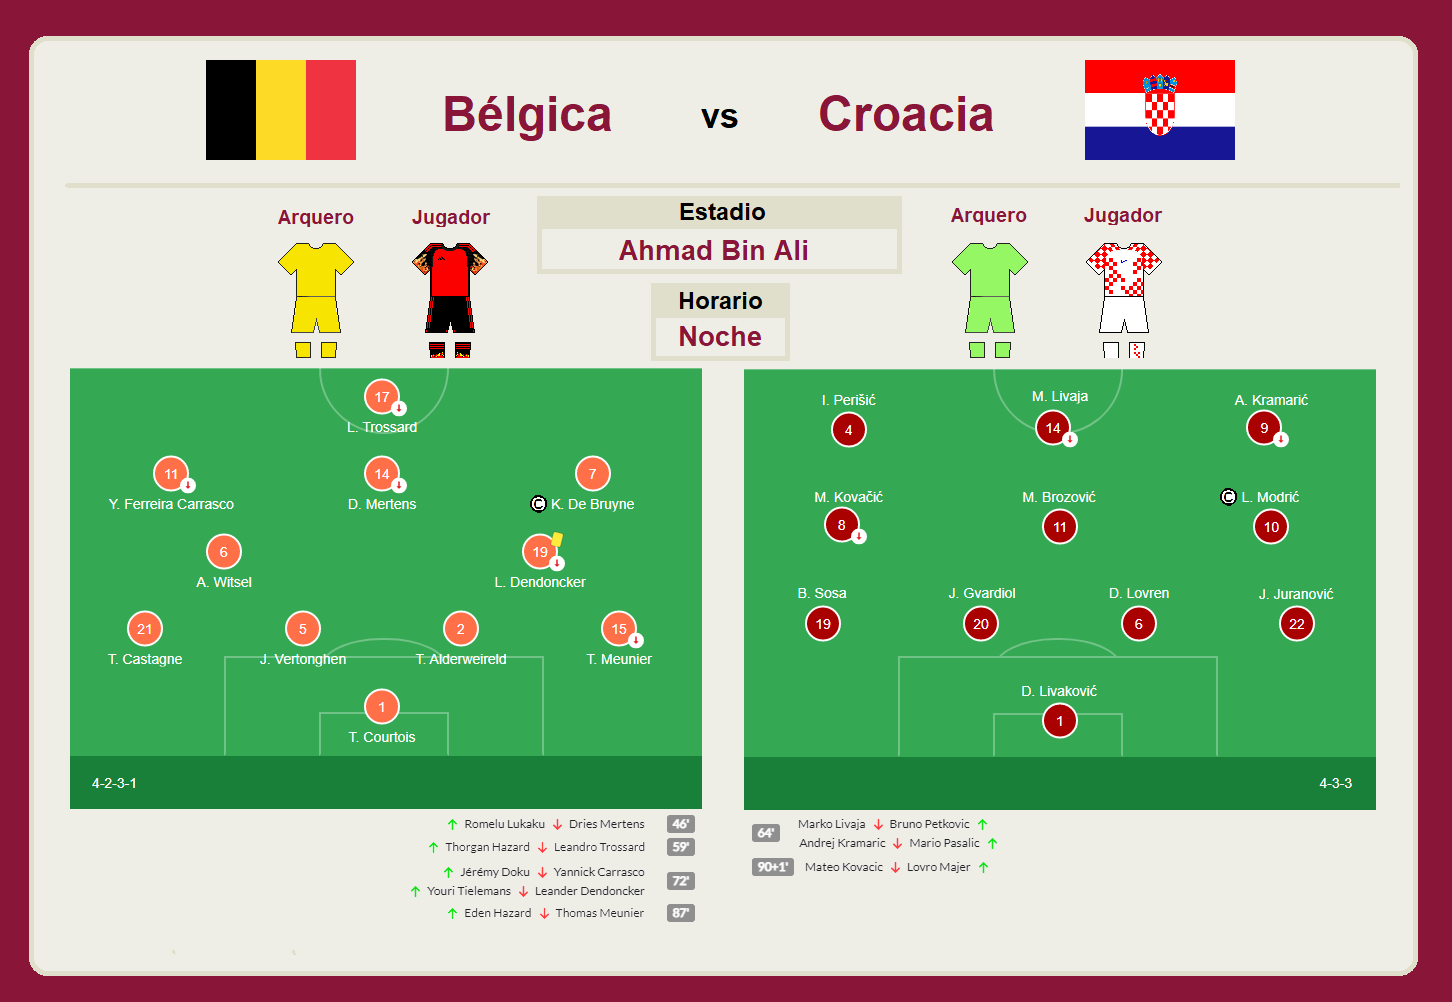 Bélgica vs Croacia
Arquero Jugador
Estadio
Ahmad Bin Ali
Horario
Noche
Arquero Jugador
17
L. Trossard
11 14 7
Y. Ferreira Carrasco D. Mertens © K. De Bruyne
6 19
A. Witsel L. Dendoncker
21 5 2 15
T. Castagne J. Vertonghen T. Alderweireld T. Meunier
1
T. Courtois
4-2-3-1
I. Perišić M. Livaja A. Kramarić
4 14 9
M. Kovačić M. Brozović © L. Modrić
8 11 10
B. Sosa J. Gvardiol D. Lovren J. Juranović
19 20 6 22
D. Livaković
1
4-3-3
↑ Romelu Lukaku ↓ Dries Mertens 46'
↑ Thorgan Hazard ↓ Leandro Trossard 59'
↑ Jérémy Doku ↓ Yannick Carrasco
72'
↑ Youri Tielemans ↓ Leander Dendoncker
↑ Eden Hazard ↓ Thomas Meunier 87'
Marko Livaja ↓ Bruno Petkovic ↑
64'
Andrej Kramaric ↓ Mario Pasalic ↑
90+1' Mateo Kovacic ↓ Lovro Majer ↑